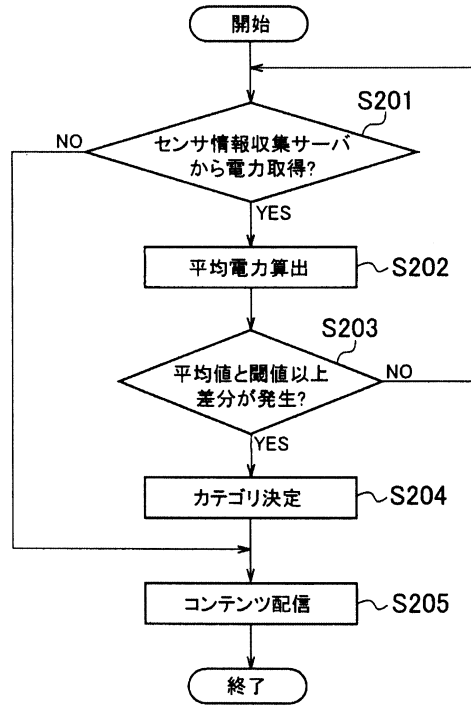 開始
S201
センサ情報収集サーバ
から電力取得?
NO
YES
平均電力算出
S202
S203
平均値と閾値以上
差分が発生?
NO
YES
カテゴリ決定
S204
コンテンツ配信
S205
終了